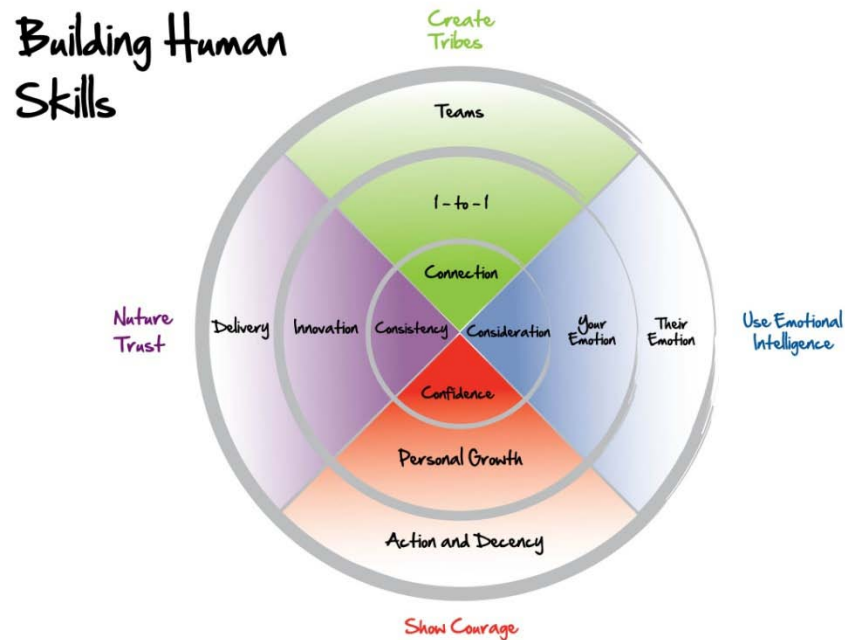 Building Human
Skills
Create
Tribes
Teams
1 - to - 1
Connection
Nuture
Trust
Delivery
Innovation
Consistency
Consideration
Your
Emotion
Their
Emotion
Use Emotional
Intelligence
Confidence
Personal Growth
Action and Decency
Show Courage